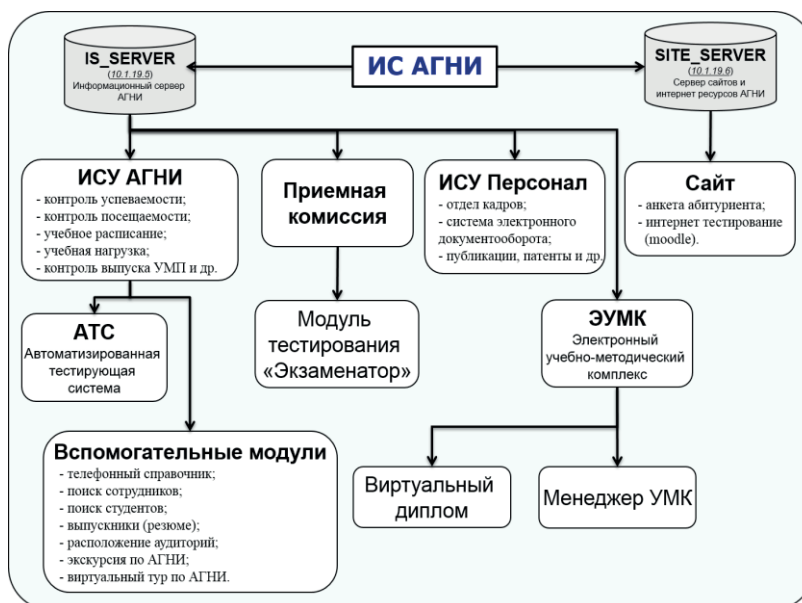 IS_SERVER
(10.1.19.5)
Информационный сервер
АГНИ
ИС АГНИ
SITE_SERVER
(10.1.19.6)
Сервер сайтов и
интернет ресурсов АГНИ
ИСУ АГНИ
- контроль успеваемости;
- контроль посещаемости;
- учебное расписание;
- учебная нагрузка;
- контроль выпуска УМП и др.
Приемная
комиссия
ИСУ Персонал
- отдел кадров;
- система электронного
документооборота;
- публикации, патенты и др.
Сайт
- анкета абитуриента;
- интернет тестирование
(moodle).
АТС
Автоматизированная
тестирующая
система
Модуль
тестирования
«Экзаменатор»
ЭУМК
Электронный
учебно-методический
комплекс
Вспомогательные модули
- телефонный справочник;
- поиск сотрудников;
- поиск студентов;
- выпускники (резюме);
- расположение аудиторий;
- экскурсия по АГНИ;
- виртуальный тур по АГНИ.
Виртуальный
диплом
Менеджер УМК